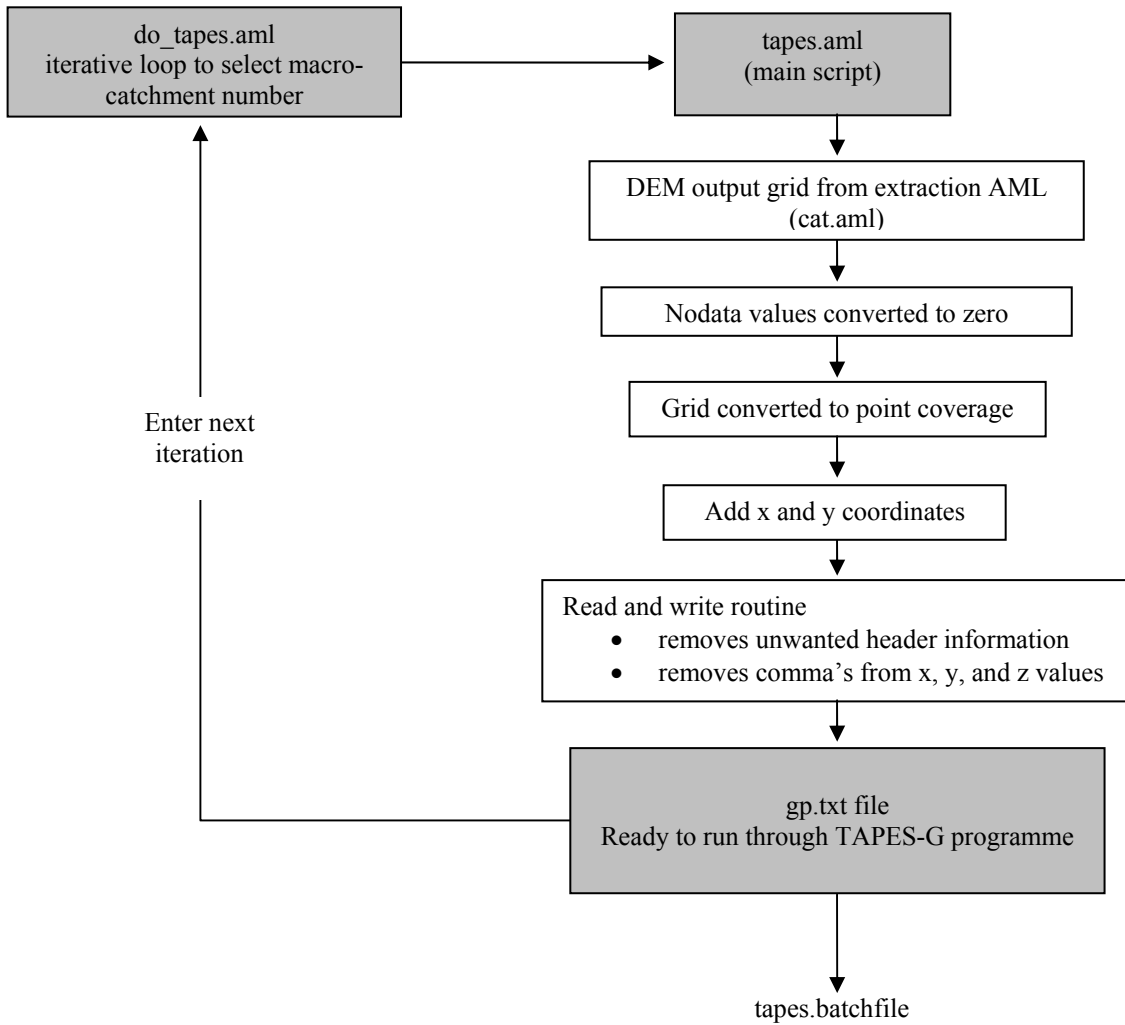 do_tapes.aml
iterative loop to select macro-
catchment number
tapes.aml
(main script)
DEM output grid from extraction AML
(cat.aml)
Nodata values converted to zero
Grid converted to point coverage
Enter next
iteration
Add x and y coordinates
Read and write routine
• removes unwanted header information
• removes comma’s from x, y, and z values
gp.txt file
Ready to run through TAPES-G programme
tapes.batchfile